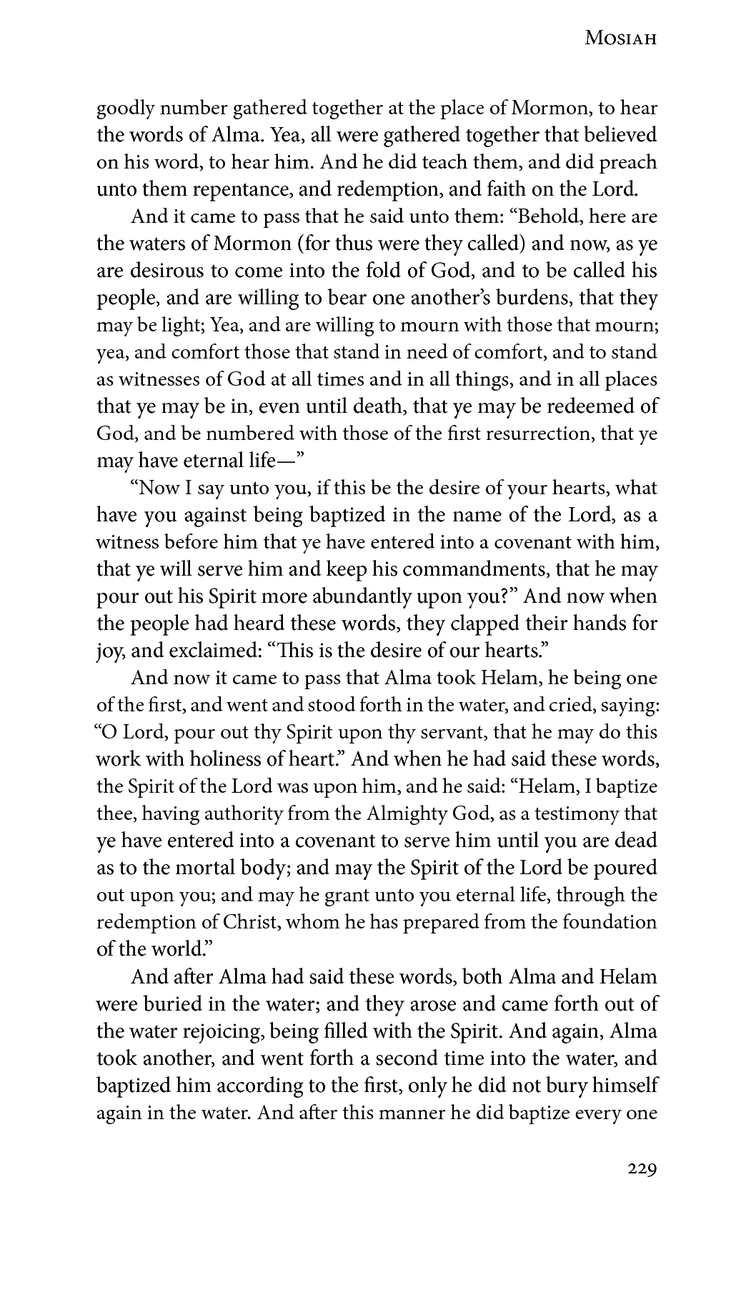 Mosiah
goodly number gathered together at the place of Mormon, to hear
the words of Alma. Yea, all were gathered together that believed
on his word, to hear him. And he did teach them, and did preach
unto them repentance, and redemption, and faith on the Lord.
And it came to pass that he said unto them: “Behold, here are
the waters of Mormon (for thus were they called) and now, as ye
are desirous to come into the fold of God, and to be called his
people, and are willing to bear one another’s burdens, that they
may be light; Yea, and are willing to mourn with those that mourn;
yea, and comfort those that stand in need of comfort, and to stand
as witnesses of God at all times and in all things, and in all places
that ye may be in, even until death, that ye may be redeemed of
God, and be numbered with those of the first resurrection, that ye
may have eternal life—”
“Now I say unto you, if this be the desire of your hearts, what
have you against being baptized in the name of the Lord, as a
witness before him that ye have entered into a covenant with him,
that ye will serve him and keep his commandments, that he may
pour out his Spirit more abundantly upon you?” And now when
the people had heard these words, they clapped their hands for
joy, and exclaimed: “This is the desire of our hearts.”
And now it came to pass that Alma took Helam, he being one
of the first, and went and stood forth in the water, and cried, saying:
“O Lord, pour out thy Spirit upon thy servant, that he may do this
work with holiness of heart.” And when he had said these words,
the Spirit of the Lord was upon him, and he said: “Helam, I baptize
thee, having authority from the Almighty God, as a testimony that
ye have entered into a covenant to serve him until you are dead
as to the mortal body; and may the Spirit of the Lord be poured
out upon you; and may he grant unto you eternal life, through the
redemption of Christ, whom he has prepared from the foundation
of the world.”
And after Alma had said these words, both Alma and Helam
were buried in the water; and they arose and came forth out of
the water rejoicing, being filled with the Spirit. And again, Alma
took another, and went forth a second time into the water, and
baptized him according to the first, only he did not bury himself
again in the water. And after this manner he did baptize every one
229